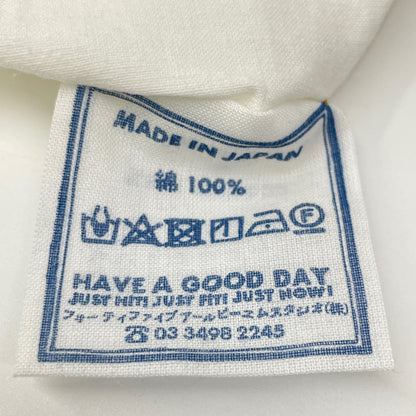 MADE IN JAPAN
綿 100%
HAVE A GOOD DAY
JUST HIT! JUST FIT! JUST NOW!
フォーティファイブアールピーエムスタジオ(株)
☎03 3498 2245